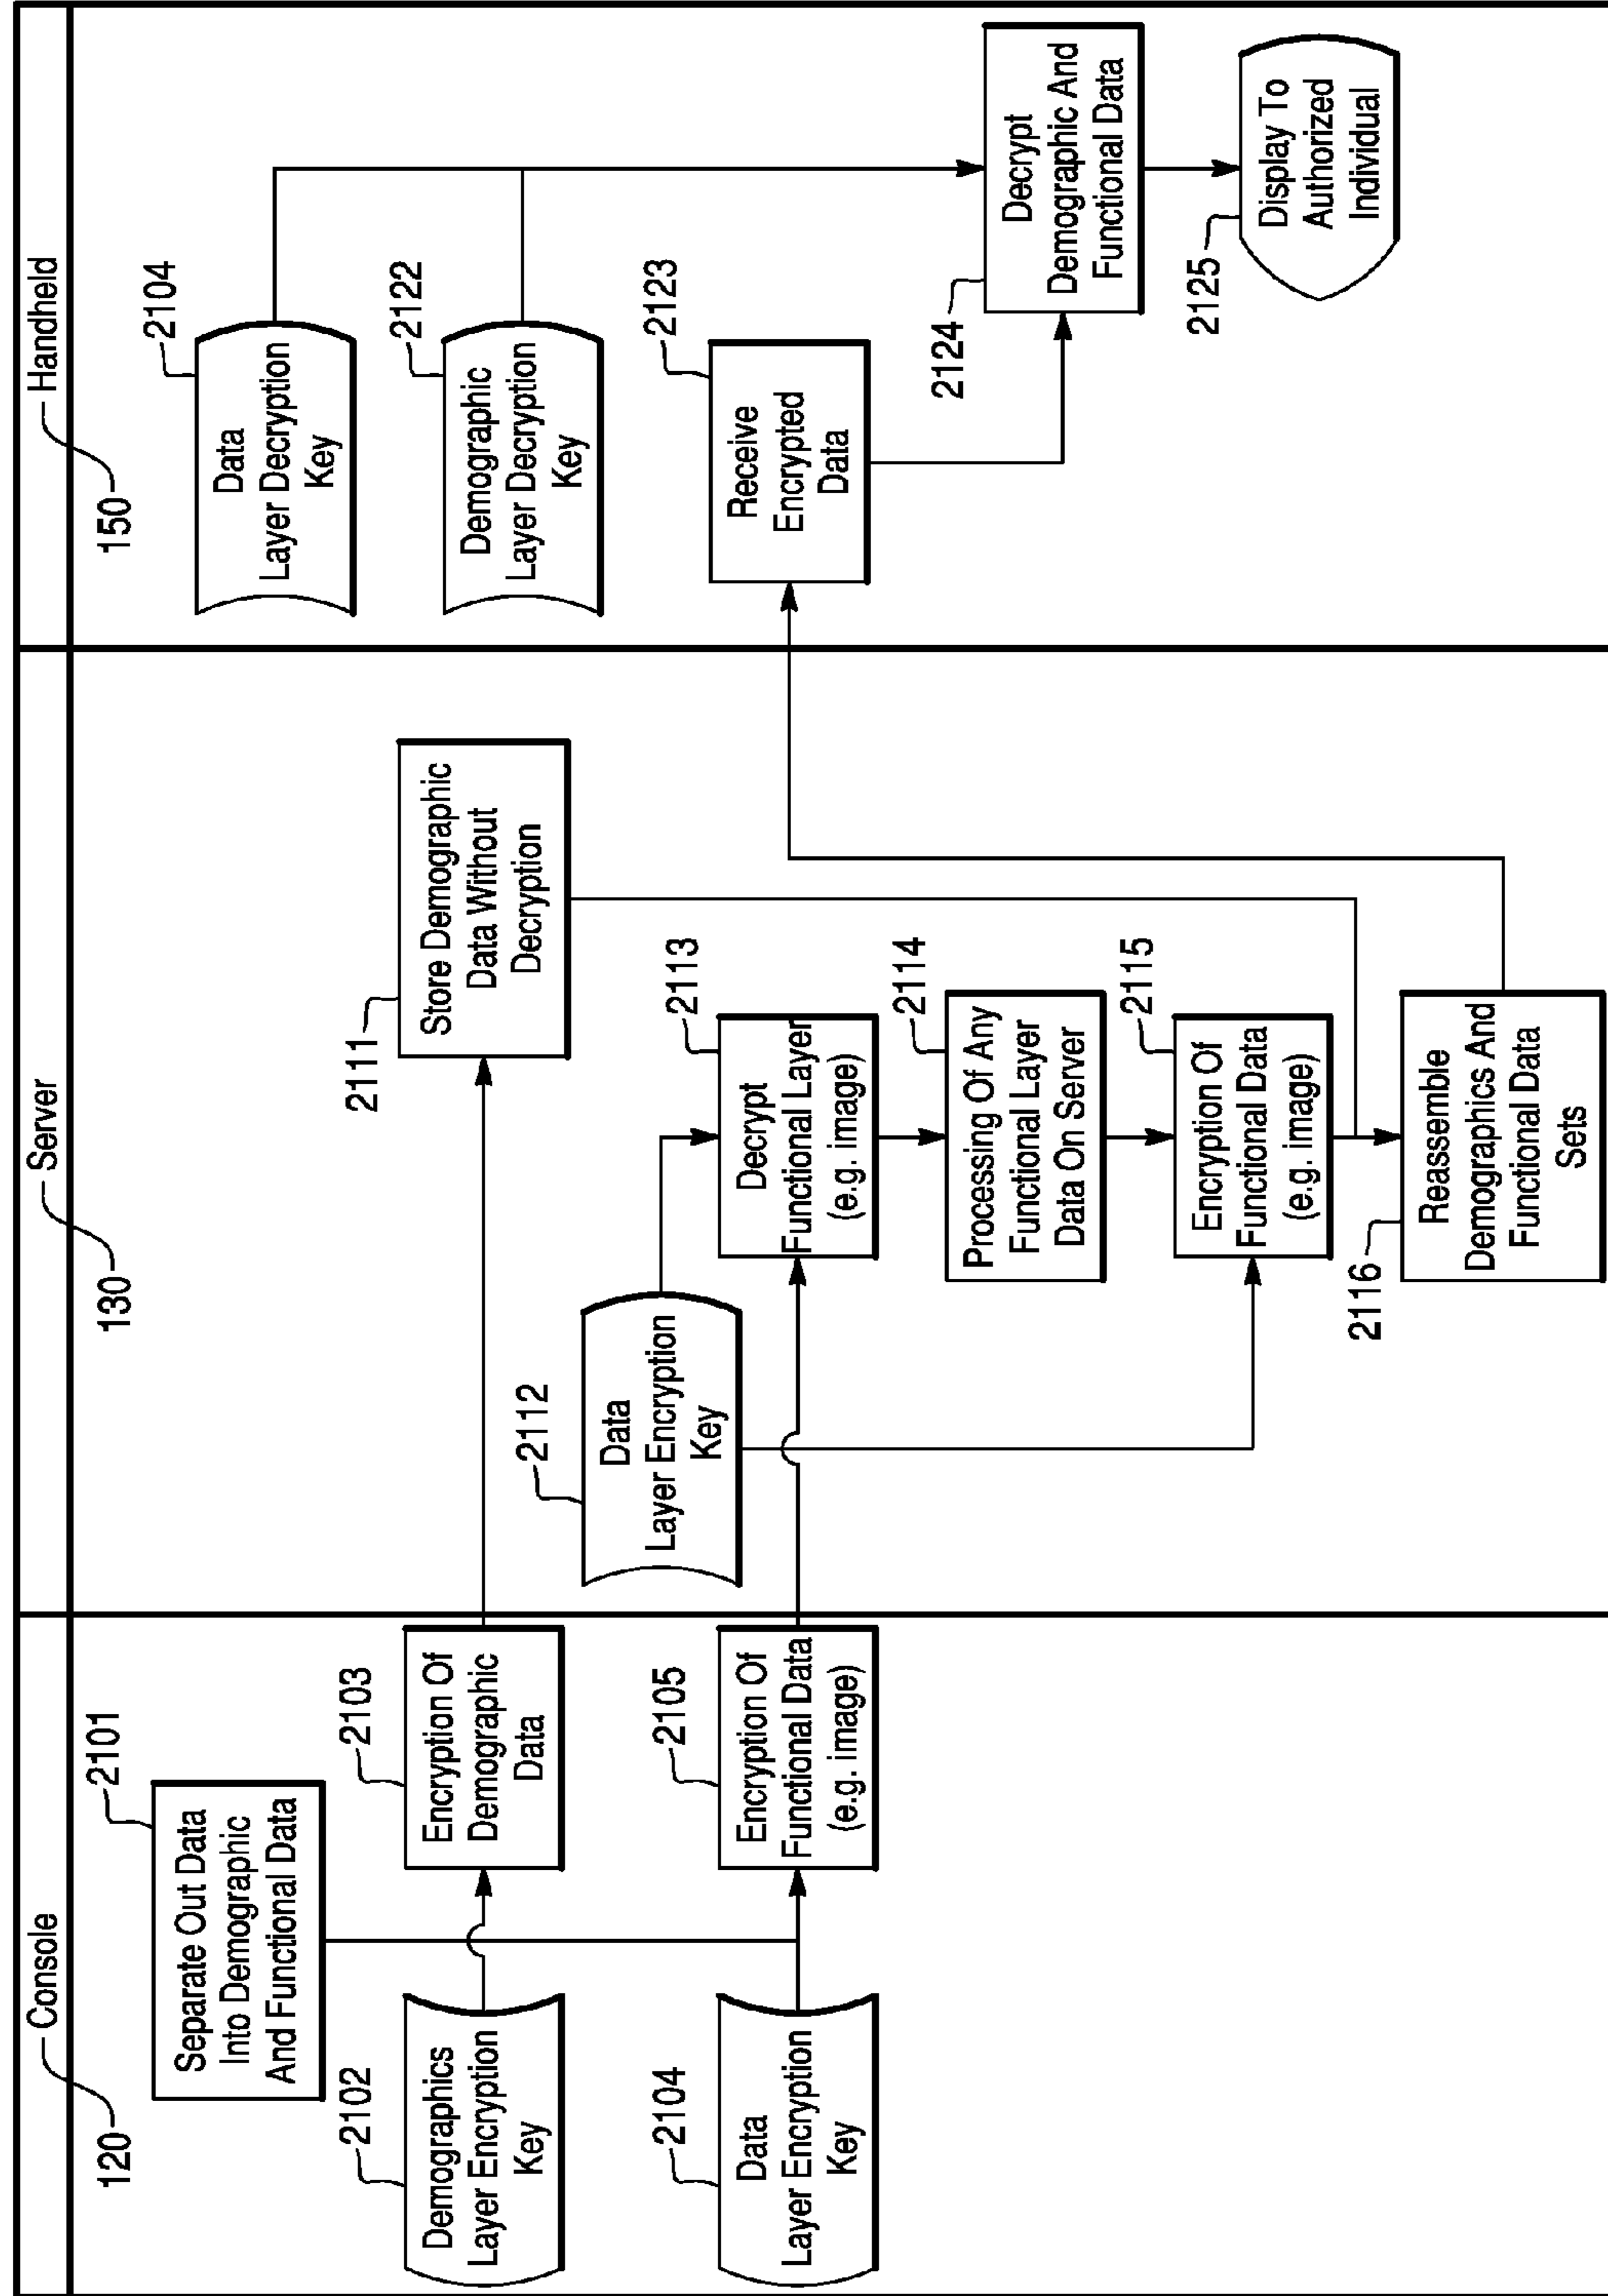 Console
120
Server
130
Handheld
150
2101
Separate Out Data
Into Demographic
And Functional Data
2102
Demographics
Layer Encryption
Key
2103
Encryption Of
Demographic
Data
2104
Data
Layer Encryption
Key
2105
Encryption Of
Functional Data
(e.g. image)
2111
Store Demographic
Data Without
Decryption
2112
Data
Layer Encryption
Key
2113
Decrypt
Functional Layer
(e.g. image)
2114
Processing Of Any
Functional Layer
Data On Server
2115
Encryption Of
Functional Data
(e.g. image)
2116
Reassemble
Demographics And
Functional Data
Sets
2104
Data
Layer Decryption
Key
2122
Demographic
Layer Decryption
Key
2123
Receive
Encrypted
Data
2124
Decrypt
Demographic And
Functional Data
2125
Display To
Authorized
Individual